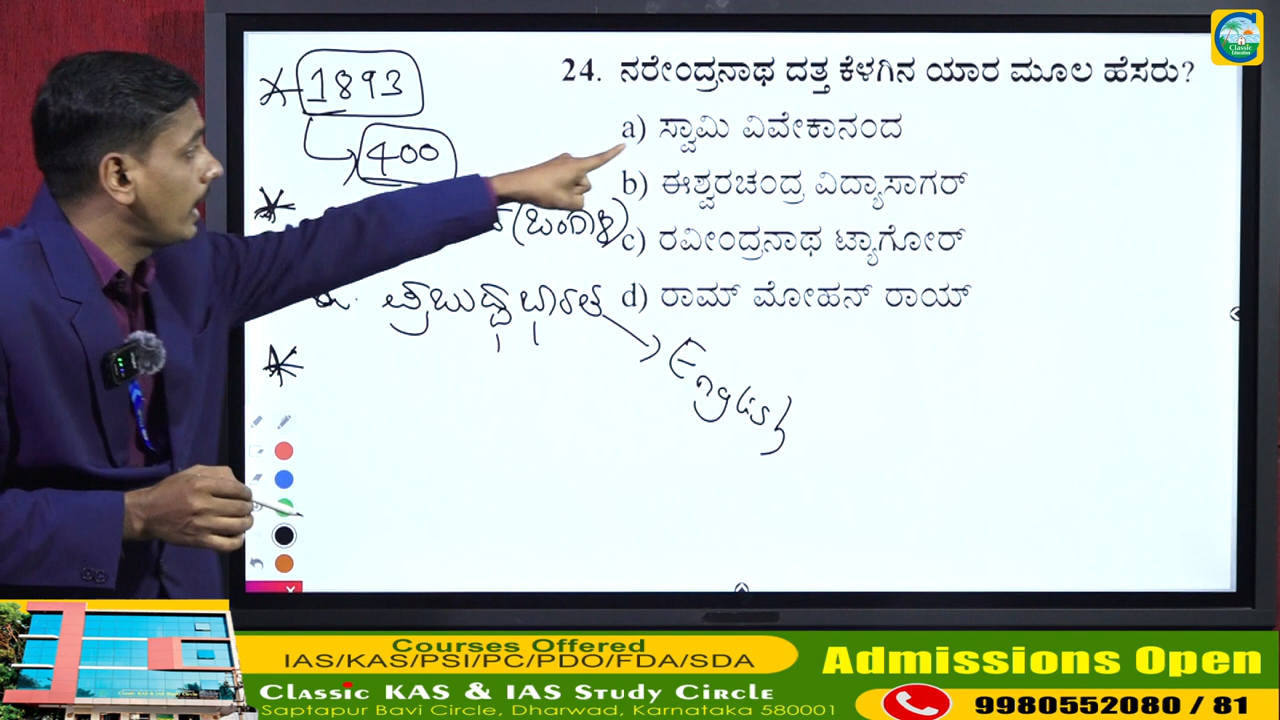 24. ನರೇಂದ್ರನಾಥ ದತ್ತ ಕೆಳಗಿನ ಯಾರ ಮೂಲ ಹೆಸರು?
a) ಸ್ವಾಮಿ ವಿವೇಕಾನಂದ
b) ಈಶ್ವರಚಂದ್ರ ವಿದ್ಯಾಸಾಗರ್
c) ರವೀಂದ್ರನಾಥ ಟ್ಯಾಗೋರ್
d) ರಾಮ್ ಮೋಹನ್ ರಾಯ್
1893
400
(ಬಂಗಾಳಿ)
ಪ್ರಬುದ್ಧ ಭಾರತ
Classic
Education
Courses Offered
IAS/KAS/PSI/PC/PDO/FDA/SDA
Classic KAS & IAS Study Circle
Saptapur Bavi Circle, Dharwad, Karnataka 580001
Admissions Open
9980552080 / 81